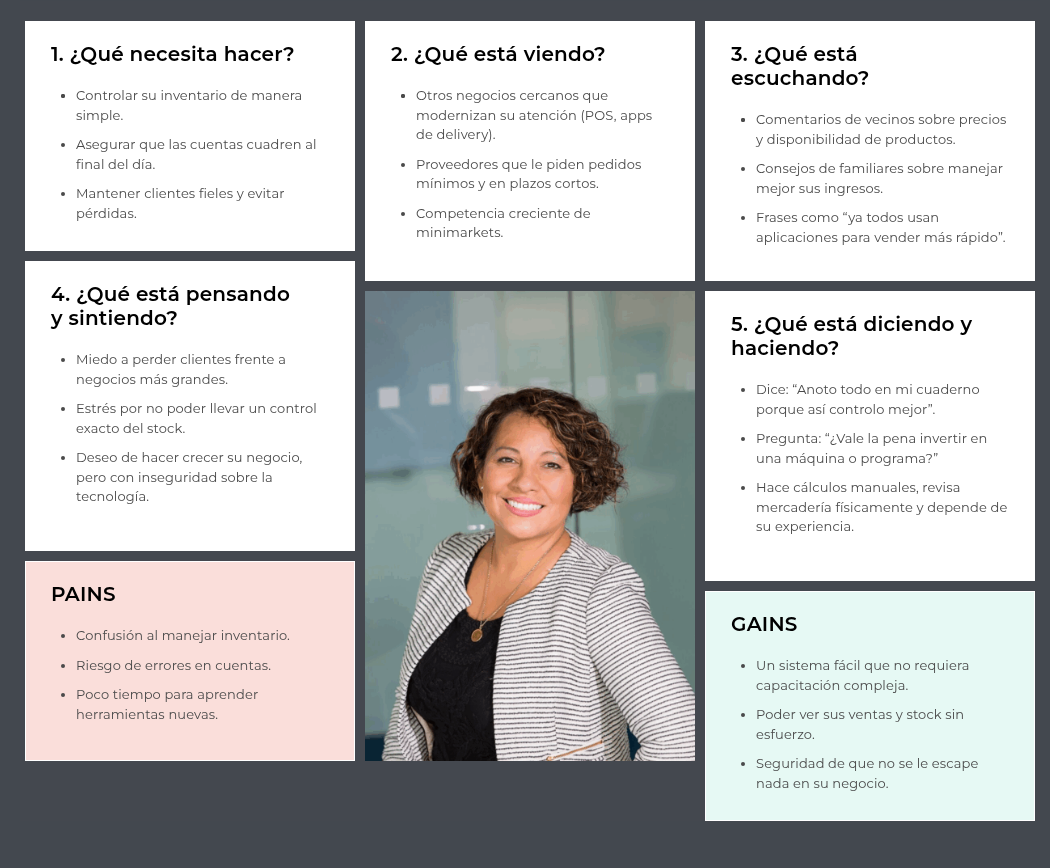 1. ¿Qué necesita hacer?
Controlar su inventario de manera
simple.
Asegurar que las cuentas cuadren al
final del día.
Mantener clientes fieles y evitar
pérdidas.
2. ¿Qué está viendo?
Otros negocios cercanos que
modernizan su atención (POS, apps
de delivery).
Proveedores que le piden pedidos
mínimos y en plazos cortos.
Competencia creciente de
minimarkets.
3. ¿Qué está
escuchando?
Comentarios de vecinos sobre precios
y disponibilidad de productos.
Consejos de familiares sobre manejar
mejor sus ingresos.
Frases como “ya todos usan
aplicaciones para vender más rápido”.
4. ¿Qué está pensando
y sintiendo?
Miedo a perder clientes frente a
negocios más grandes.
Estrés por no poder llevar un control
exacto del stock.
Deseo de hacer crecer su negocio,
pero con inseguridad sobre la
tecnología.
5. ¿Qué está diciendo y
haciendo?
Dice: “Anoto todo en mi cuaderno
porque así controlo mejor”.
Pregunta: “¿Vale la pena invertir en
una máquina o programa?”
Hace cálculos manuales, revisa
mercadería físicamente y depende de
su experiencia.
PAINS
Confusión al manejar inventario.
Riesgo de errores en cuentas.
Poco tiempo para aprender
herramientas nuevas.
GAINS
Un sistema fácil que no requiera
capacitación compleja.
Poder ver sus ventas y stock sin
esfuerzo.
Seguridad de que no se le escape
nada en su negocio.